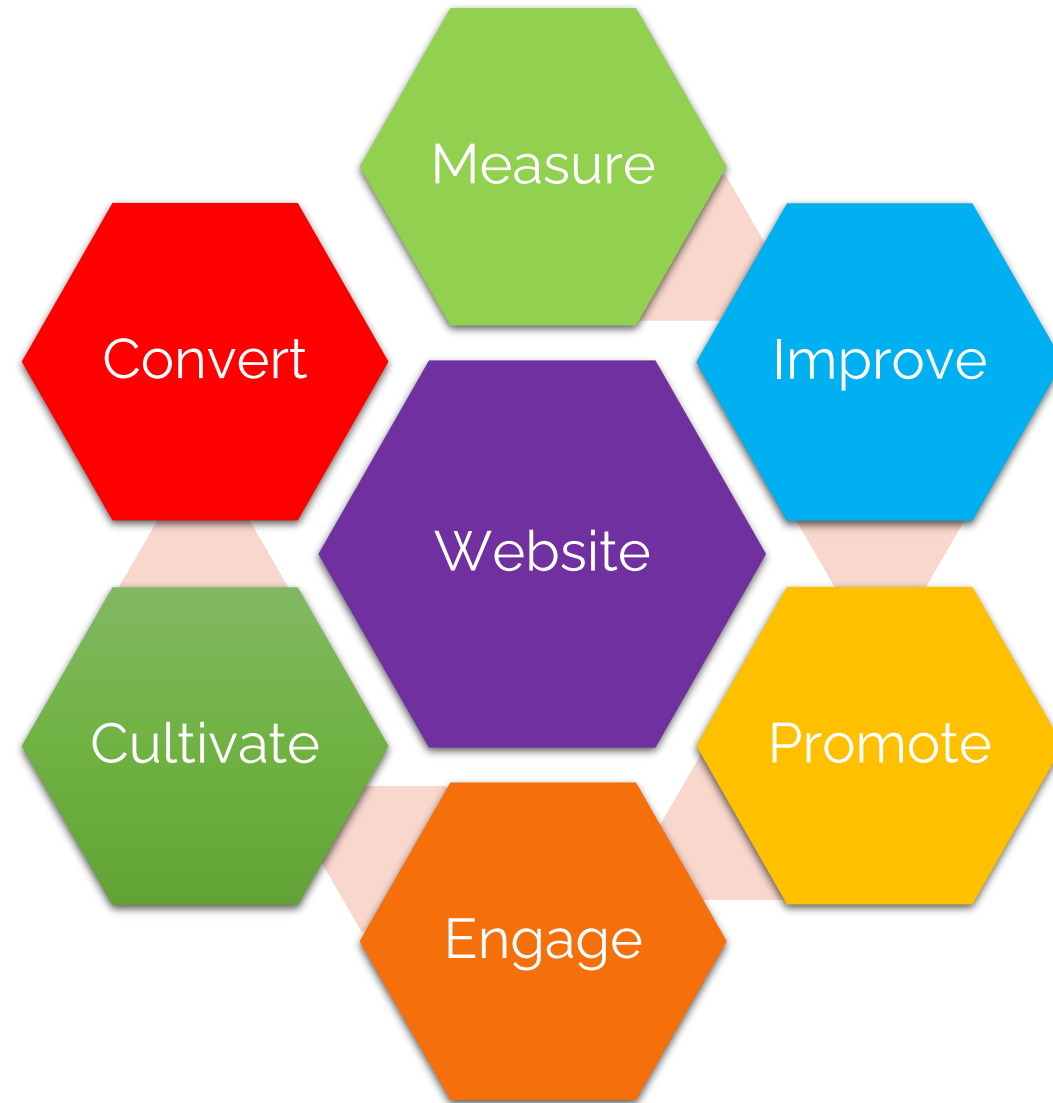 Measure
Convert
Improve
Website
Cultivate
Promote
Engage